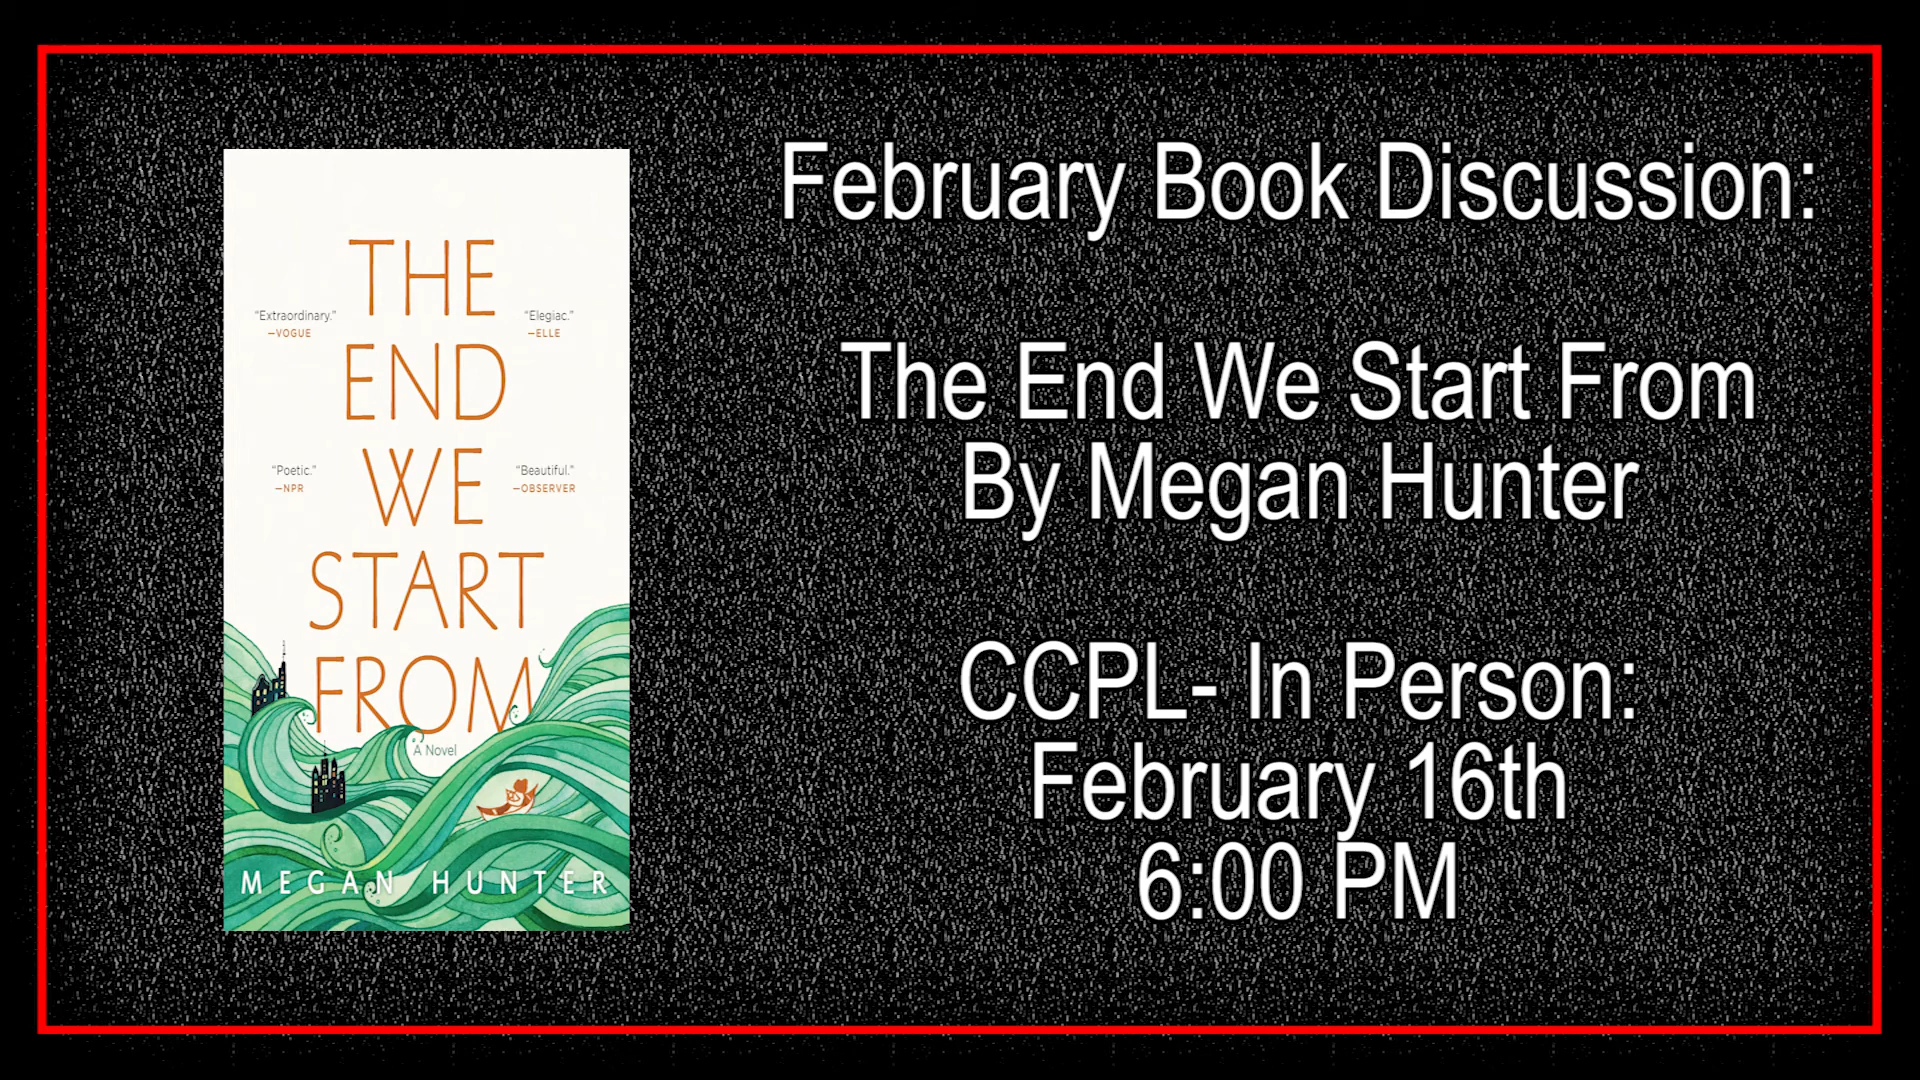 THE
"Extraordinary."
—VOGUE
"Elegiac."
—ELLE
END
WE
"Poetic."
—NPR
"Beautiful."
—OBSERVER
START
FROM
A Novel
MEGAN HUNTER
February Book Discussion:
The End We Start From
By Megan Hunter
CCPL- In Person:
February 16th
6:00 PM